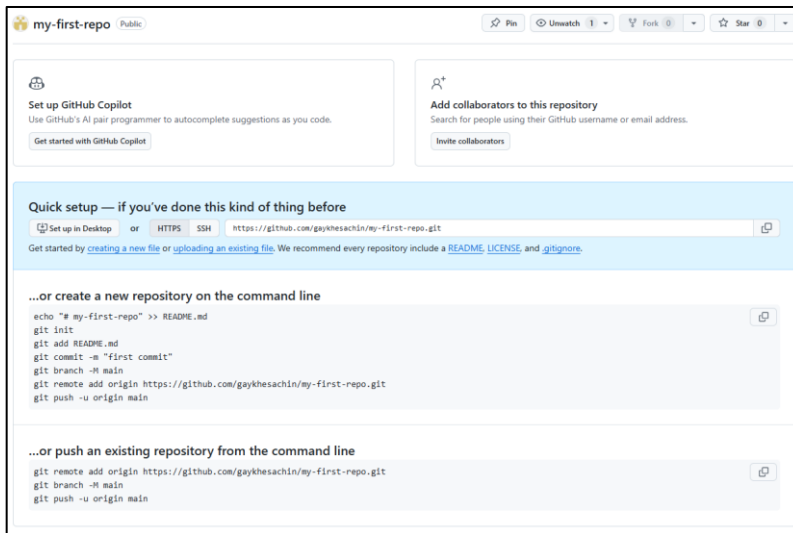 my-first-repo Public
Pin Unwatch 1 Fork 0 Star 0
Set up GitHub Copilot
Use GitHub's AI pair programmer to autocomplete suggestions as you code.
Get started with GitHub Copilot
Add collaborators to this repository
Search for people using their GitHub username or email address.
Invite collaborators
Quick setup — if you've done this kind of thing before
Set up in Desktop or HTTPS SSH https://github.com/gaykhesachin/my-first-repo.git
Get started by creating a new file or uploading an existing file. We recommend every repository include a README, LICENSE, and .gitignore.
...or create a new repository on the command line
echo "# my-first-repo" >> README.md
git init
git add README.md
git commit -m "first commit"
git branch -M main
git remote add origin https://github.com/gaykhesachin/my-first-repo.git
git push -u origin main
...or push an existing repository from the command line
git remote add origin https://github.com/gaykhesachin/my-first-repo.git
git branch -M main
git push -u origin main